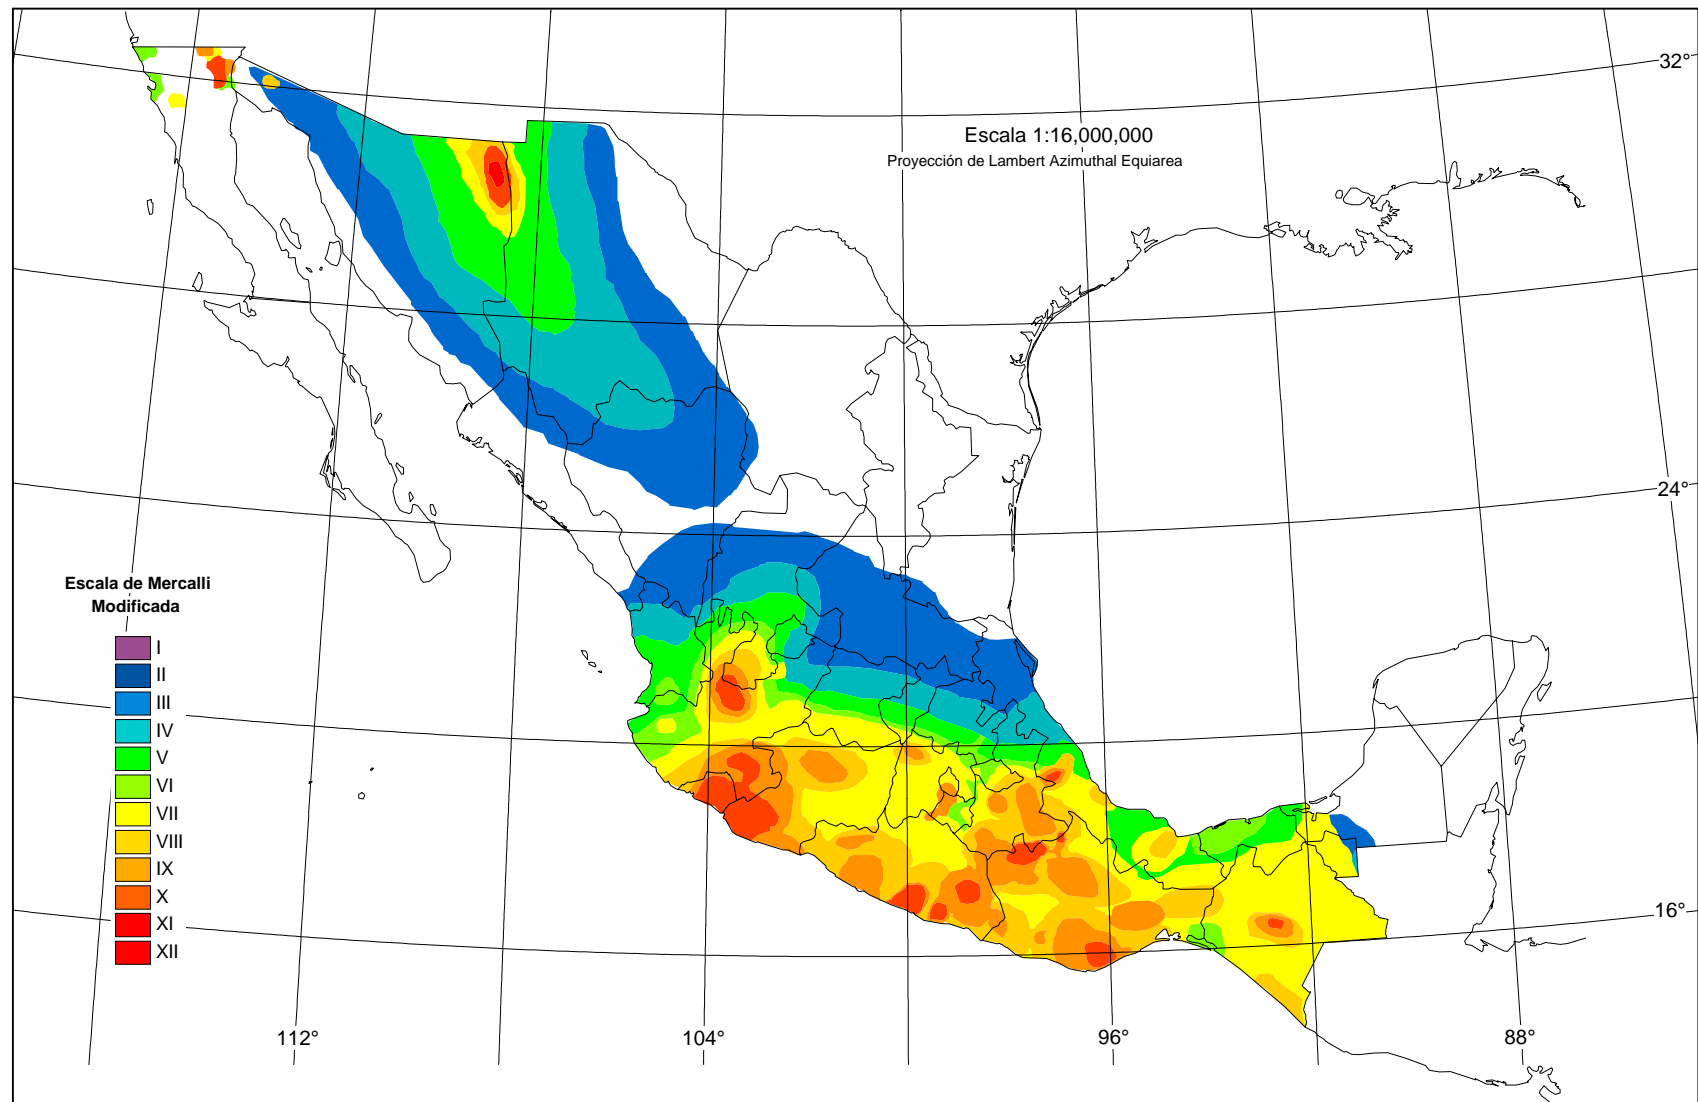 32°
Escala 1:16,000,000
Proyección de Lambert Azimuthal Equiarea
24°
Escala de Mercalli
Modificada
I
II
III
IV
V
VI
VII
VIII
IX
X
XI
XII
16°
112°
104°
96°
88°